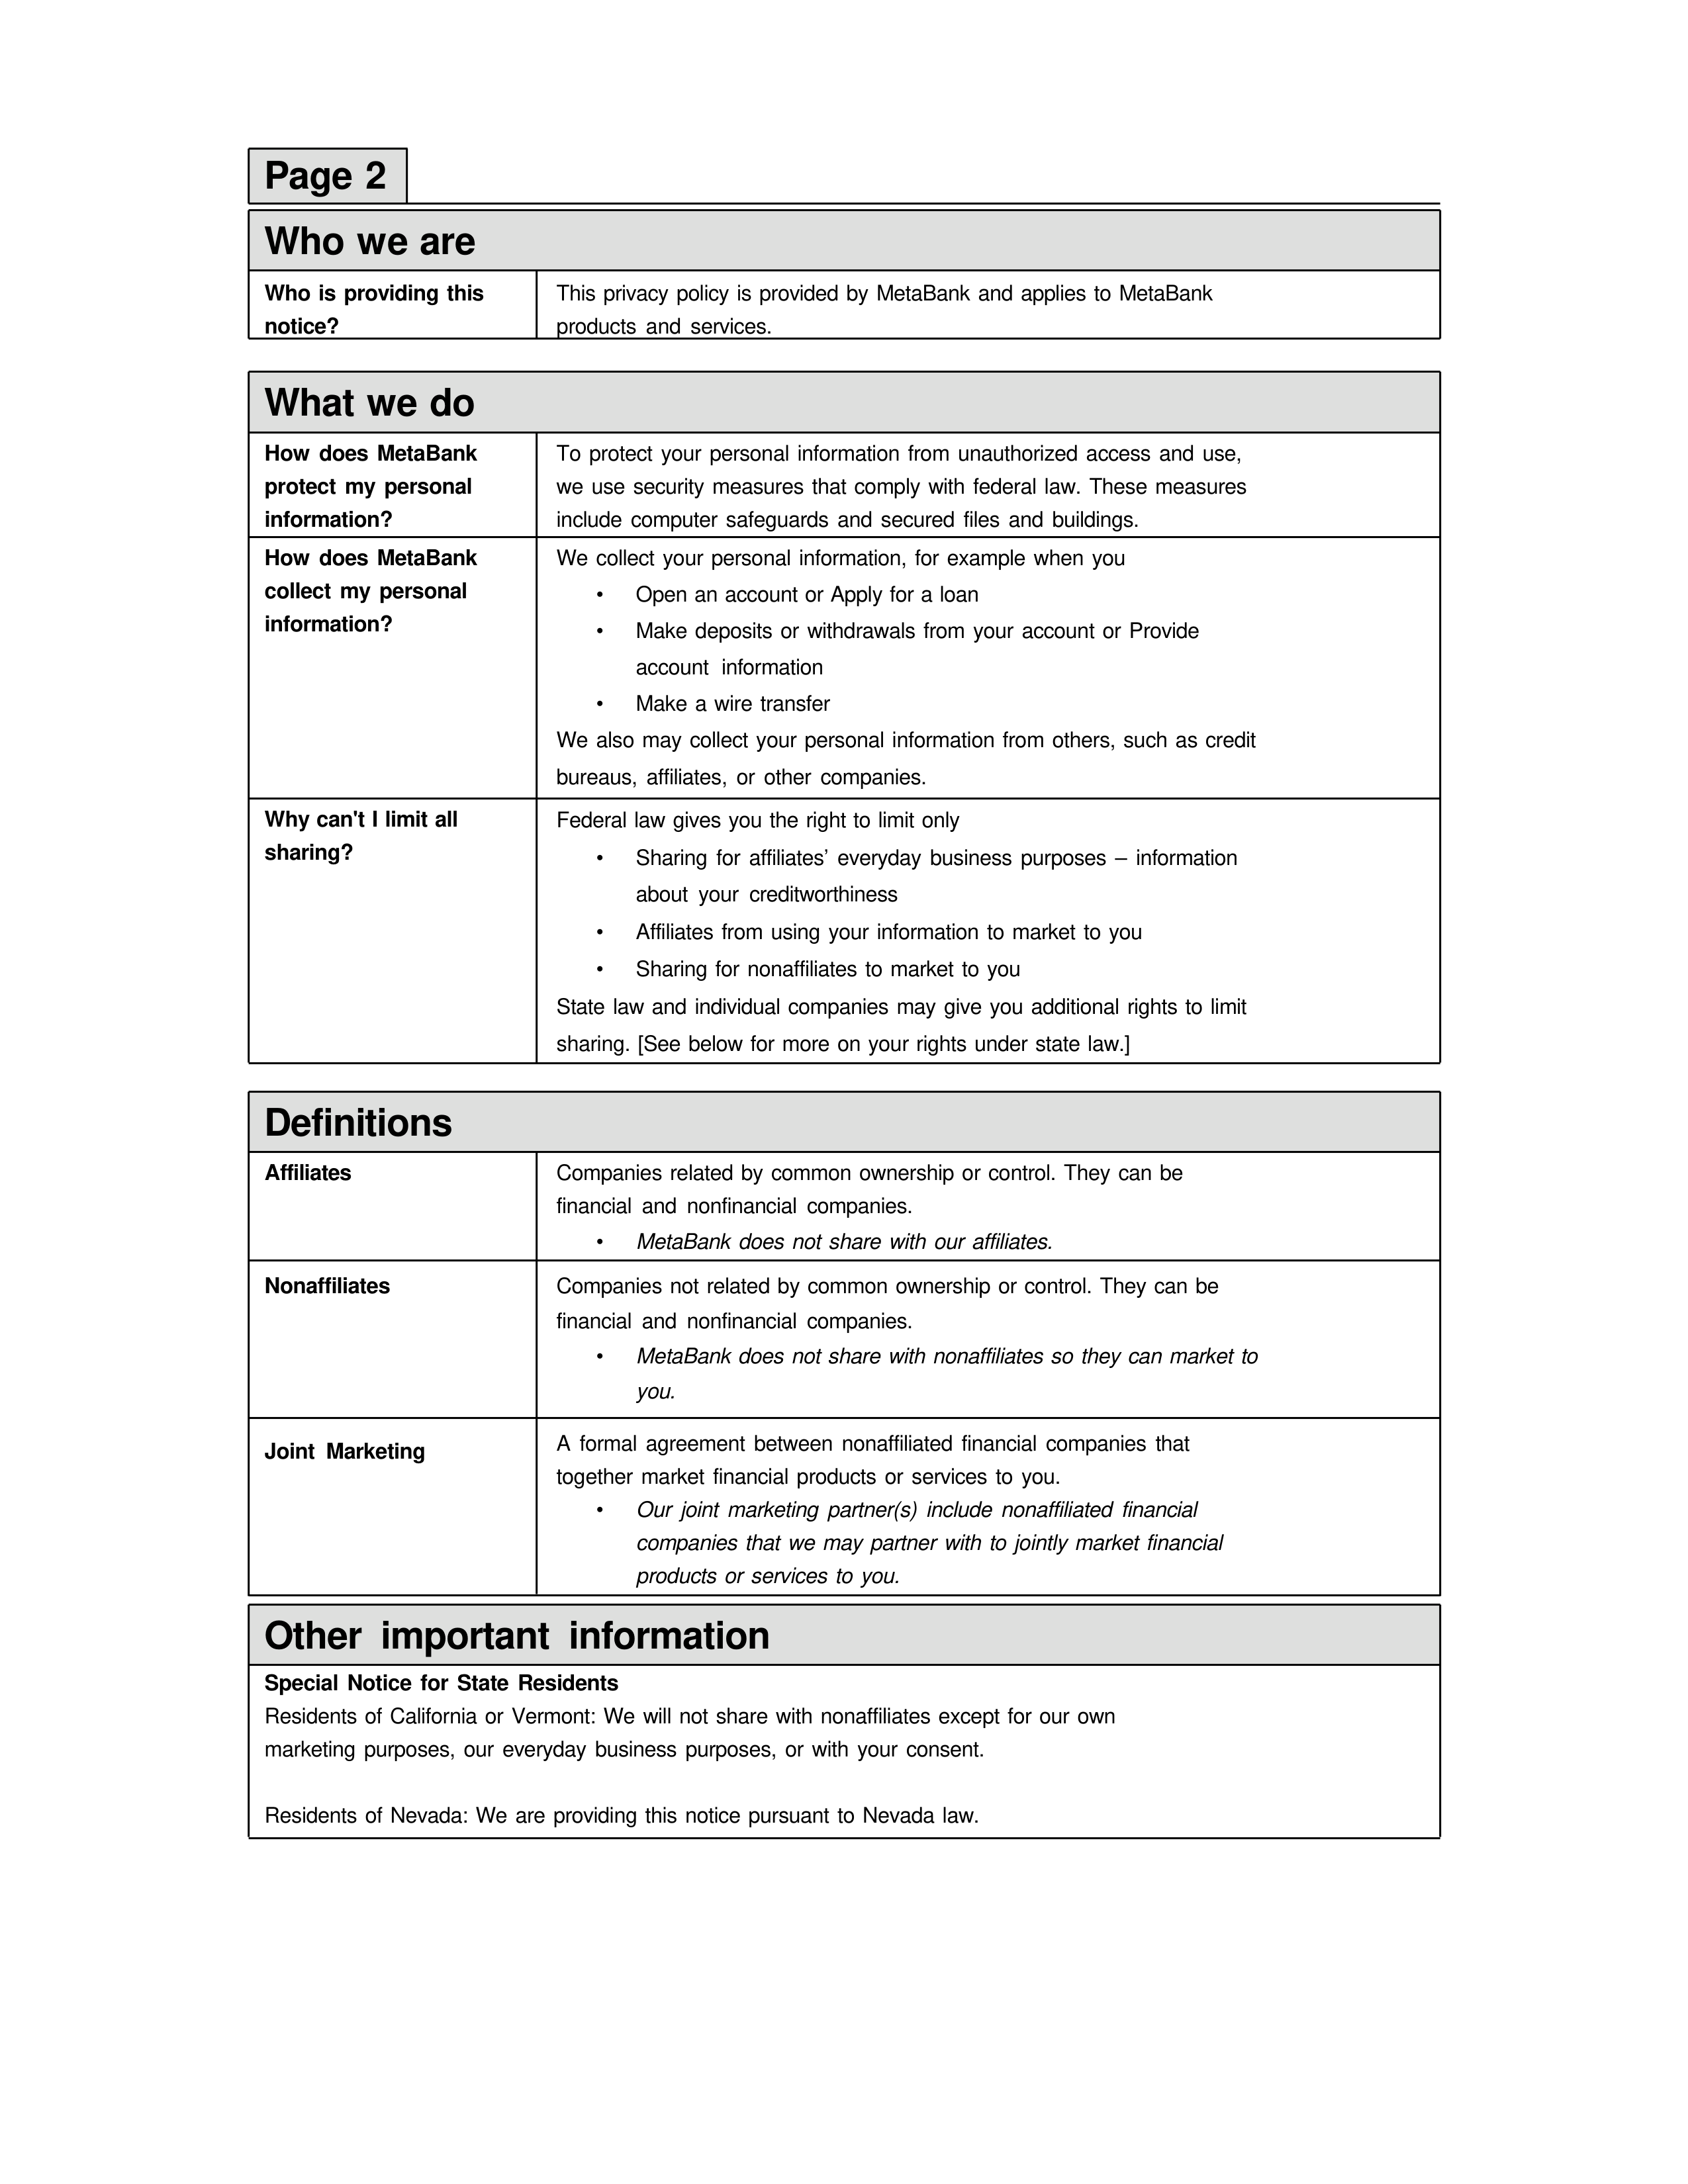 Page 2
Who we are
Who is providing this
notice?
This privacy policy is provided by MetaBank and applies to MetaBank
products and services.
What we do
How does MetaBank
protect my personal
information?
To protect your personal information from unauthorized access and use,
we use security measures that comply with federal law. These measures
include computer safeguards and secured files and buildings.
How does MetaBank
collect my personal
information?
We collect your personal information, for example when you
• Open an account or Apply for a loan
• Make deposits or withdrawals from your account or Provide
account information
• Make a wire transfer
We also may collect your personal information from others, such as credit
bureaus, affiliates, or other companies.
Why can't I limit all
sharing?
Federal law gives you the right to limit only
• Sharing for affiliates’ everyday business purposes – information
about your creditworthiness
• Affiliates from using your information to market to you
• Sharing for nonaffiliates to market to you
State law and individual companies may give you additional rights to limit
sharing. [See below for more on your rights under state law.]
Definitions
Affiliates
Companies related by common ownership or control. They can be
financial and nonfinancial companies.
• MetaBank does not share with our affiliates.
Nonaffiliates
Companies not related by common ownership or control. They can be
financial and nonfinancial companies.
• MetaBank does not share with nonaffiliates so they can market to
you.
Joint Marketing
A formal agreement between nonaffiliated financial companies that
together market financial products or services to you.
• Our joint marketing partner(s) include nonaffiliated financial
companies that we may partner with to jointly market financial
products or services to you.
Other important information
Special Notice for State Residents
Residents of California or Vermont: We will not share with nonaffiliates except for our own
marketing purposes, our everyday business purposes, or with your consent.
Residents of Nevada: We are providing this notice pursuant to Nevada law.